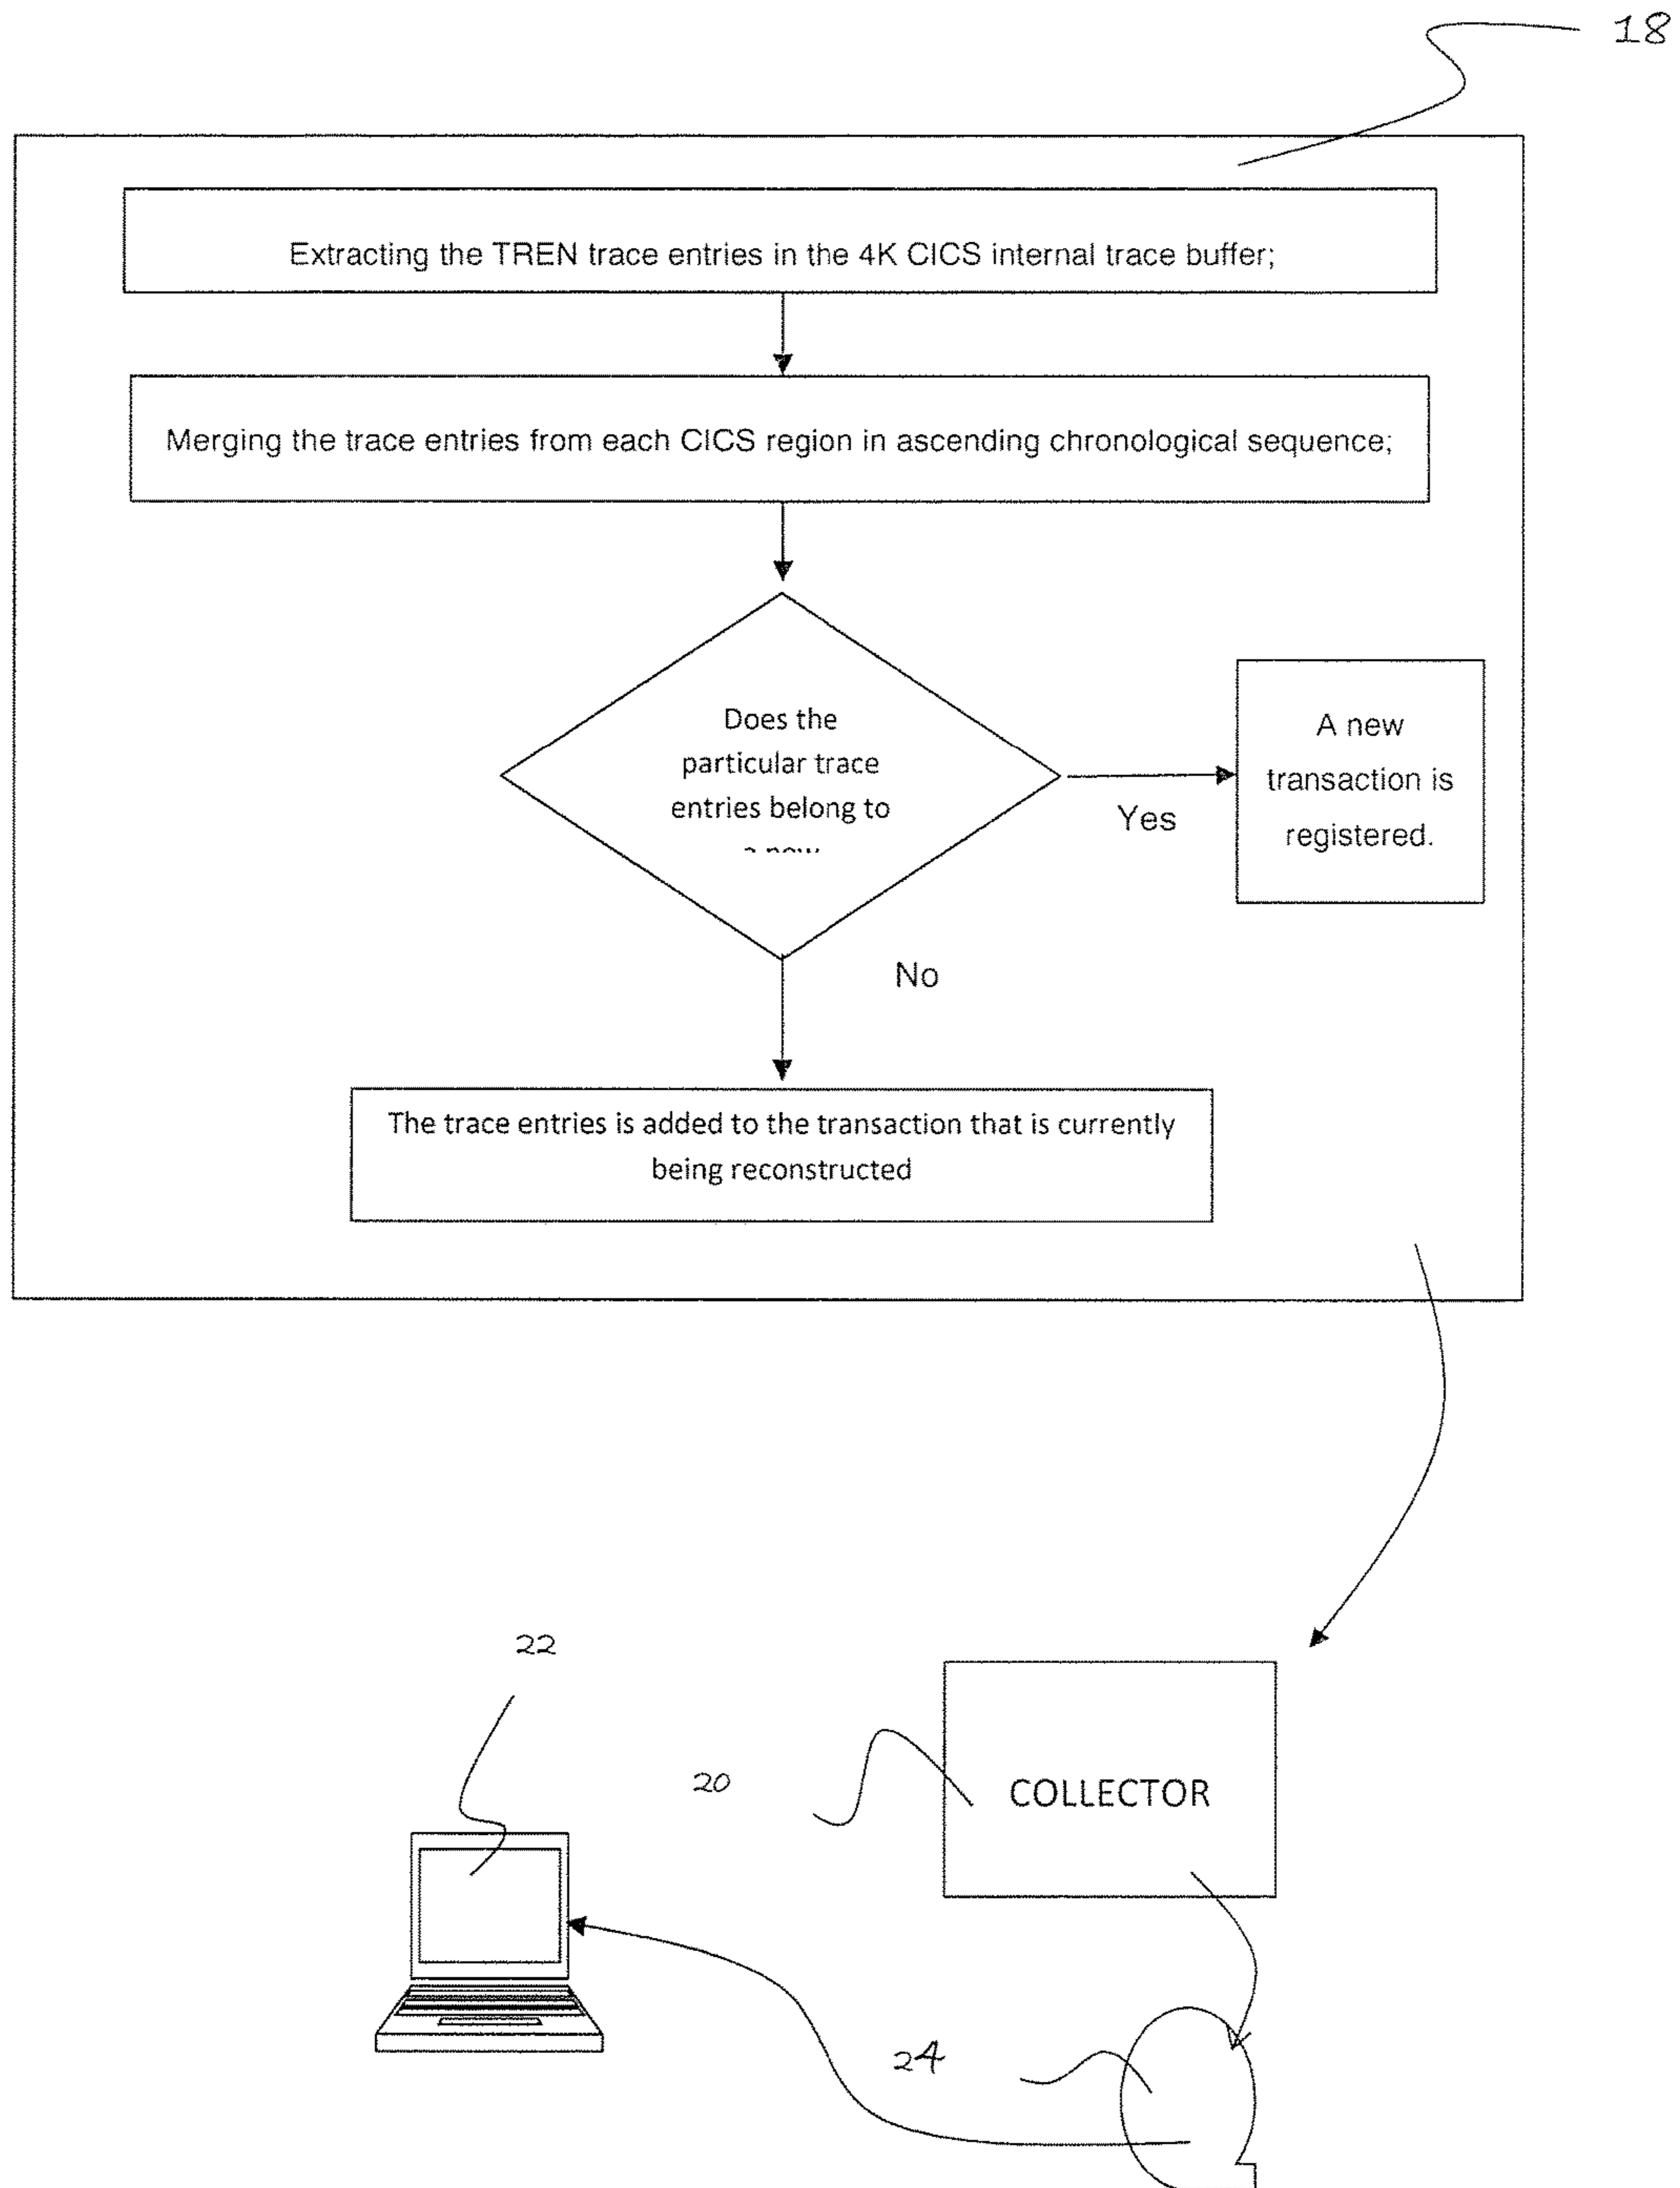 18
Extracting the TREN trace entries in the 4K CICS internal trace buffer;
Merging the trace entries from each CICS region in ascending chronological sequence;
Does the
particular trace
entries belong to
a new
A new
transaction is
registered.
Yes
No
The trace entries is added to the transaction that is currently
being reconstructed
22
20
COLLECTOR
24